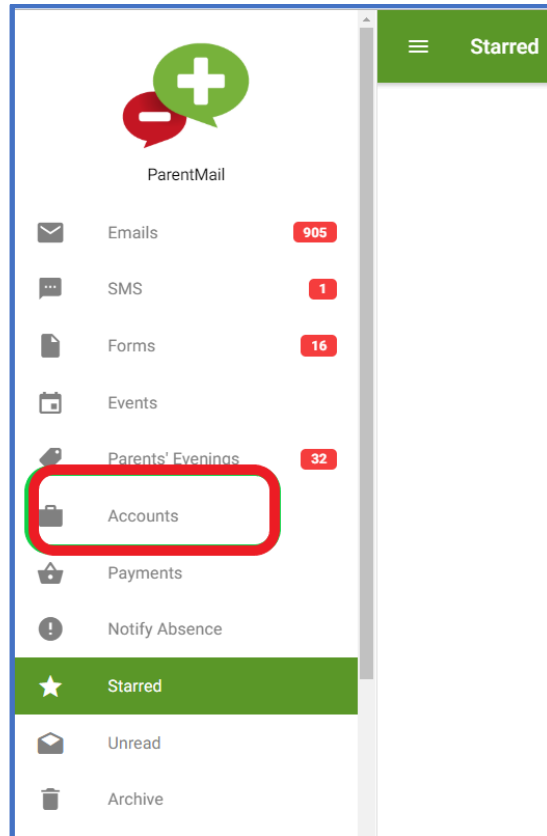 Starred
ParentMail
Emails 905
SMS 1
Forms 16
Events
Parents' Evenings 32
Accounts
Payments
Notify Absence
Starred
Unread
Archive